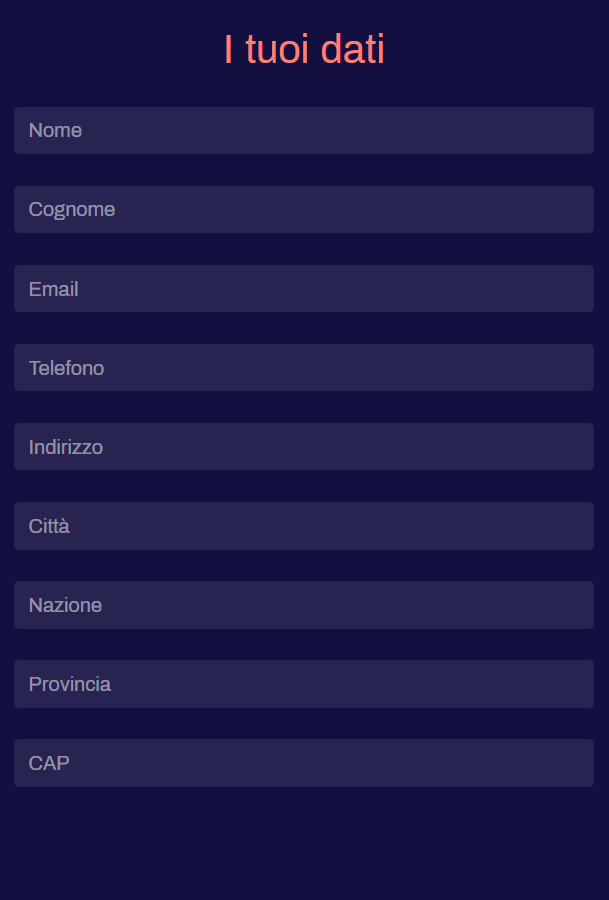 I tuoi dati
Nome
Cognome
Email
Telefono
Indirizzo
Città
Nazione
Provincia
CAP